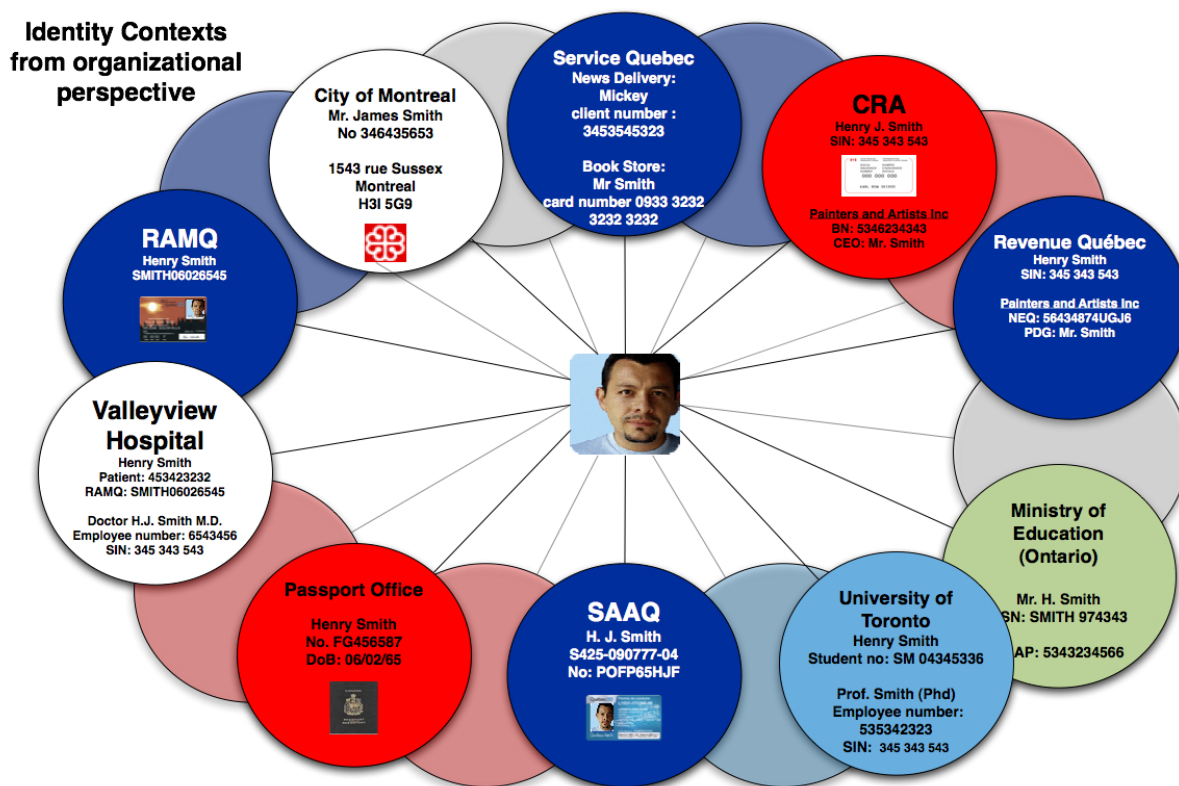 Identity Contexts
from organizational
perspective
City of Montreal
Mr. James Smith
No 346435653
1543 rue Sussex
Montreal
H3I 5G9
Service Quebec
News Delivery:
Mickey
client number :
3453545323
Book Store:
Mr Smith
card number 0933 3232
3232 3232
CRA
Henry J. Smith
SIN: 345 343 543
Painters and Artists Inc
BN: 5346234343
CEO: Mr. Smith
RAMQ
Henry Smith
SMITH06026545
Revenue Québec
Henry Smith
SIN: 345 343 543
Painters and Artists Inc
NEQ: 56434874UGJ6
PDG: Mr. Smith
Valleyview
Hospital
Henry Smith
Patient: 453423232
RAMQ: SMITH06026545
Doctor H.J. Smith M.D.
Employee number: 6543456
SIN: 345 343 543
Ministry of
Education
(Ontario)
Mr. H. Smith
SN: SMITH 974343
AP: 5343234566
Passport Office
Henry Smith
No. FG456587
DoB: 06/02/65
SAAQ
H. J. Smith
S425-090777-04
No: POFP65HJF
University of
Toronto
Henry Smith
Student no: SM 04345336
Prof. Smith (Phd)
Employee number:
535342323
SIN: 345 343 543